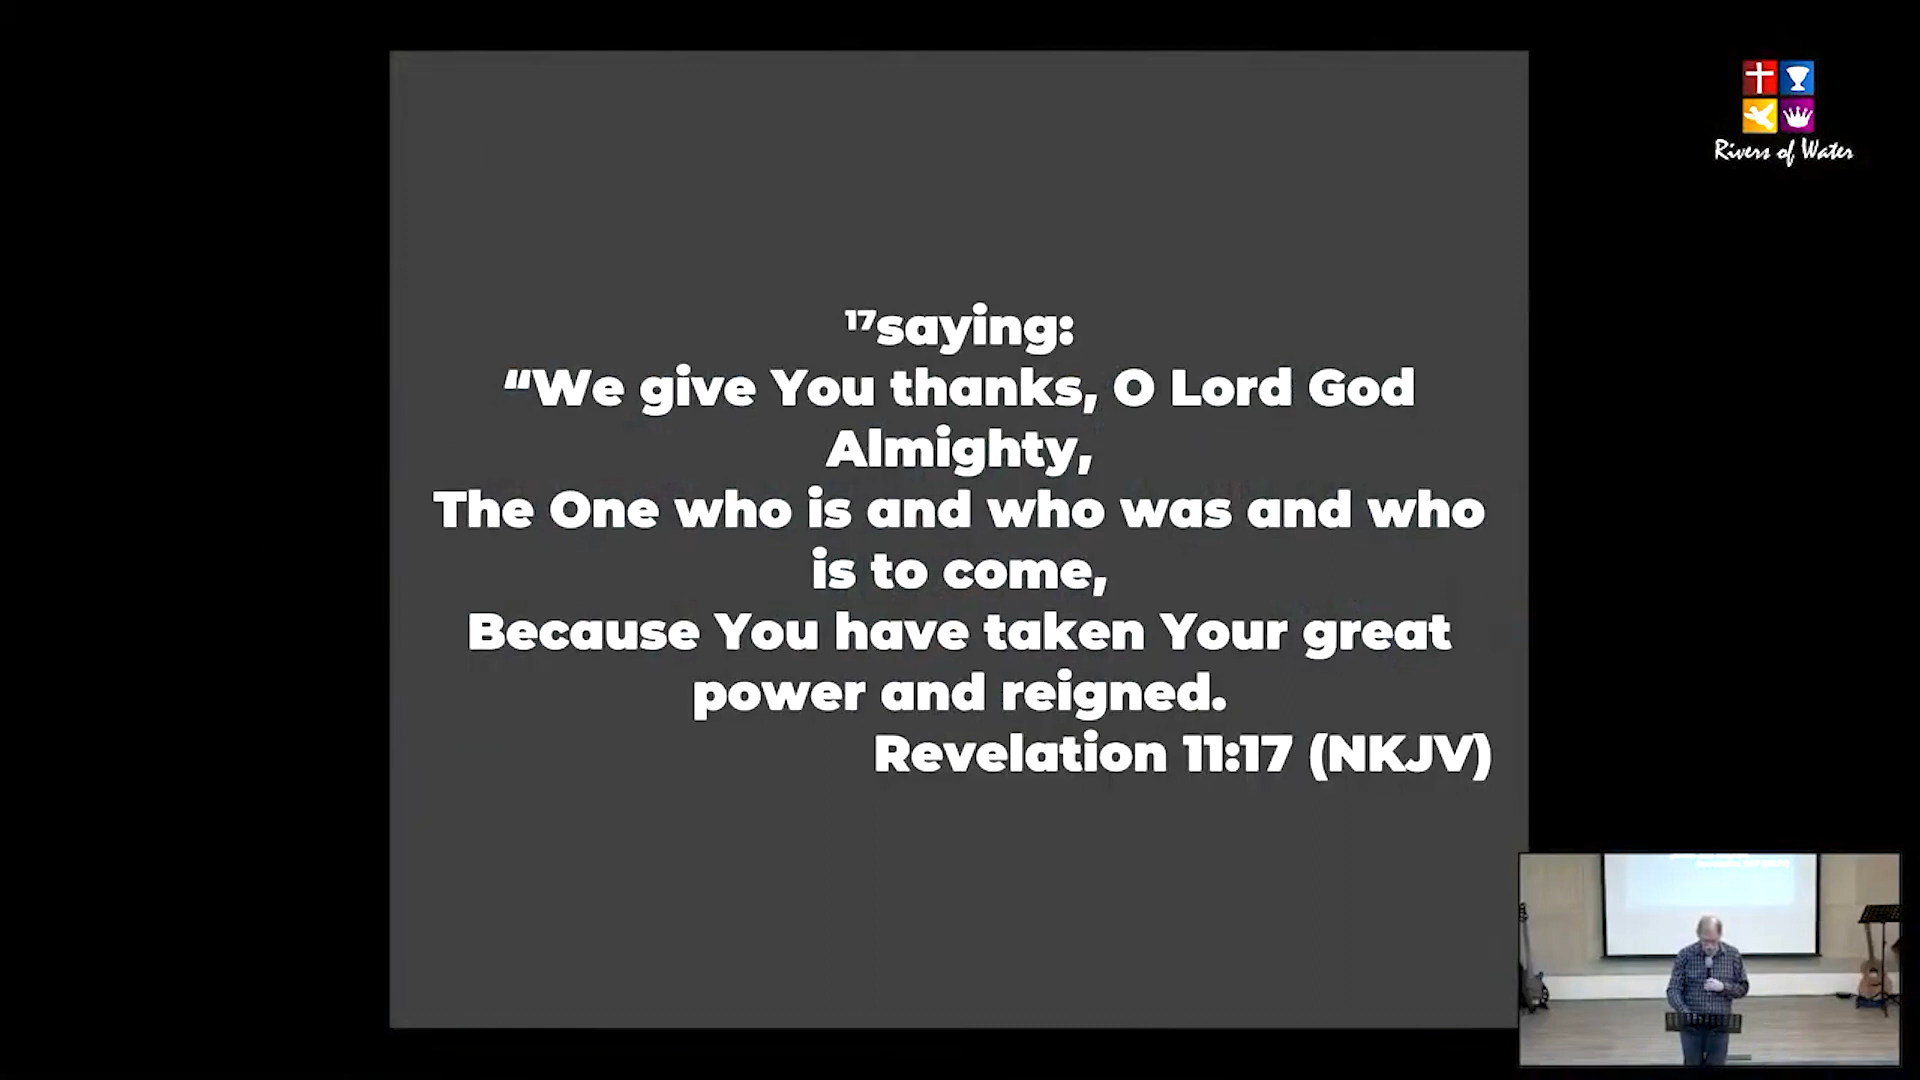 ¹⁷saying:
“We give You thanks, O Lord God
Almighty,
The One who is and who was and who
is to come,
Because You have taken Your great
power and reigned.
Revelation 11:17 (NKJV)
Rivers of Water